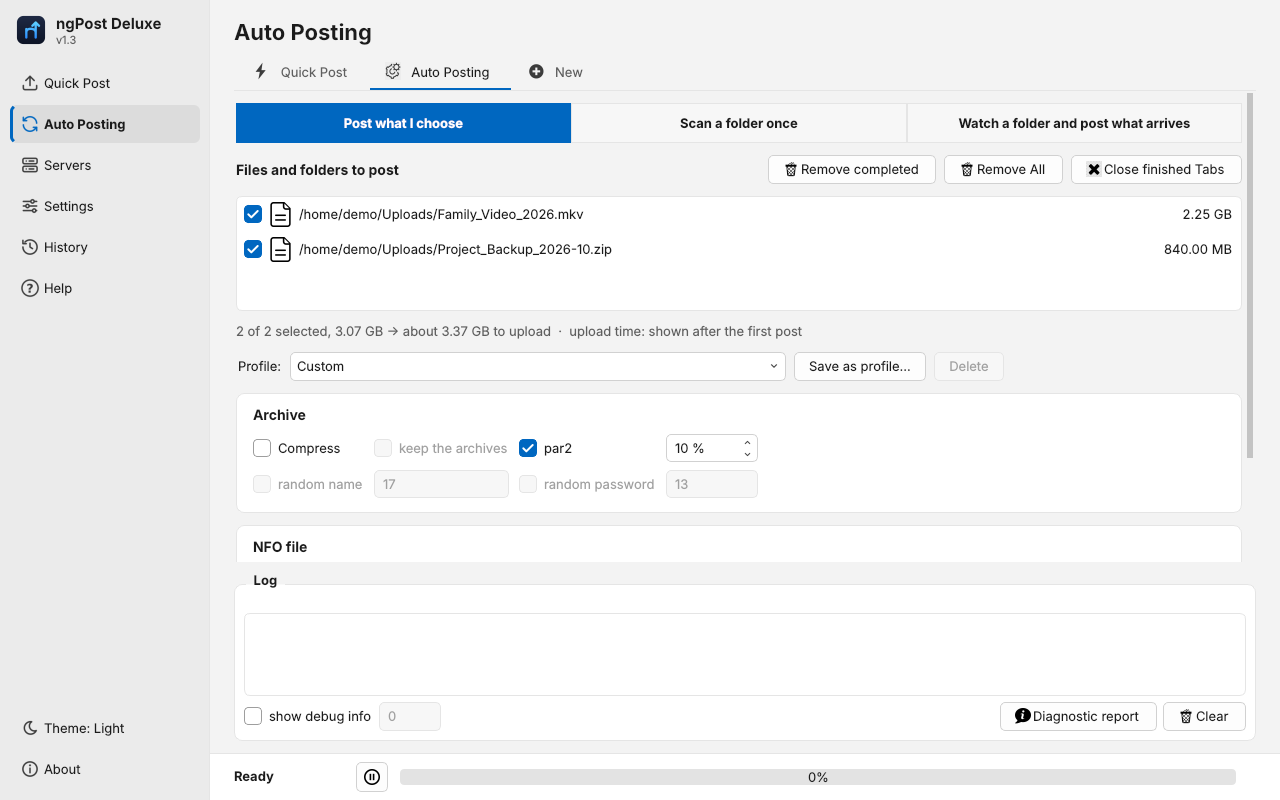 ngPost Deluxe
v1.3
Quick Post
Auto Posting
Servers
Settings
History
Help
Theme: Light
About
Auto Posting
Quick Post
Auto Posting
New
Post what I choose
Scan a folder once
Watch a folder and post what arrives
Files and folders to post
Remove completed
Remove All
Close finished Tabs
/home/demo/Uploads/Family_Video_2026.mkv 2.25 GB
/home/demo/Uploads/Project_Backup_2026-10.zip 840.00 MB
2 of 2 selected, 3.07 GB → about 3.37 GB to upload · upload time: shown after the first post
Profile: Custom Save as profile... Delete
Archive
Compress keep the archives par2 10 %
random name 17 random password 13
NFO file
Log
show debug info 0 Diagnostic report Clear
Ready 0%